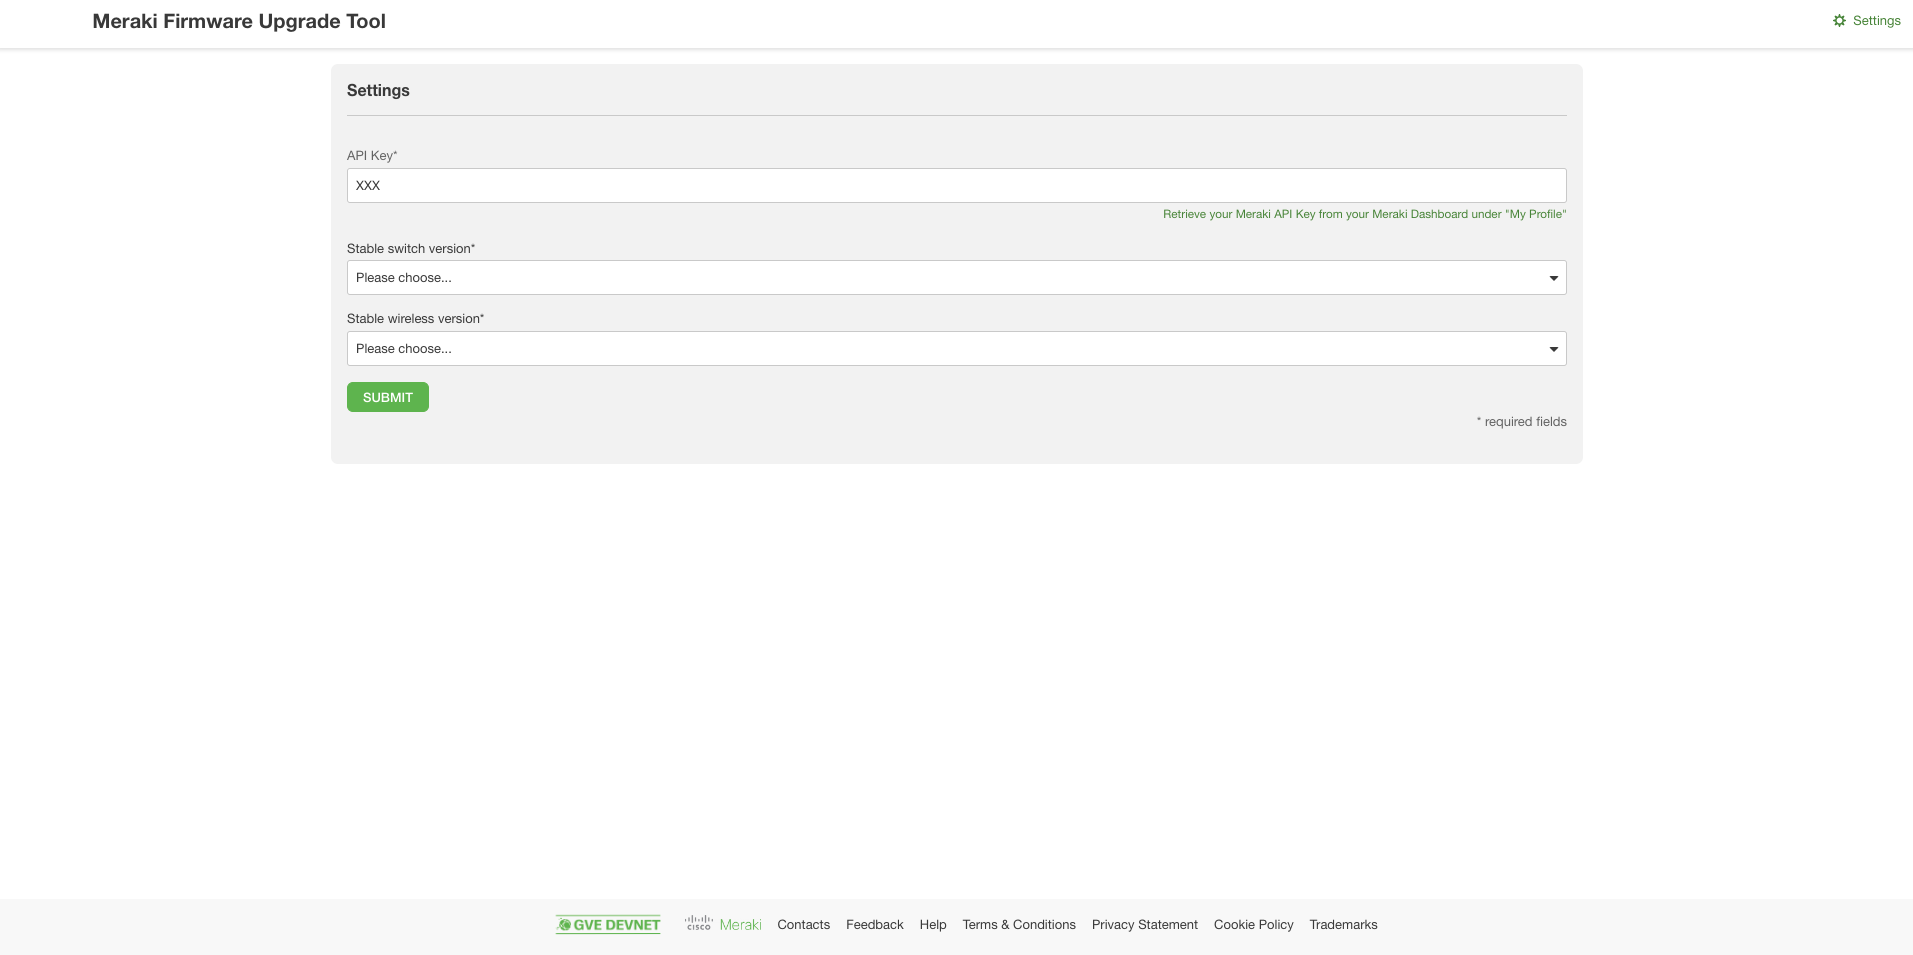 Meraki Firmware Upgrade Tool
Settings
Settings
API Key*
XXX
Retrieve your Meraki API Key from your Meraki Dashboard under "My Profile"
Stable switch version*
Please choose...
Stable wireless version*
Please choose...
SUBMIT
* required fields
GVE DEVNET cisco Meraki Contacts Feedback Help Terms & Conditions Privacy Statement Cookie Policy Trademarks